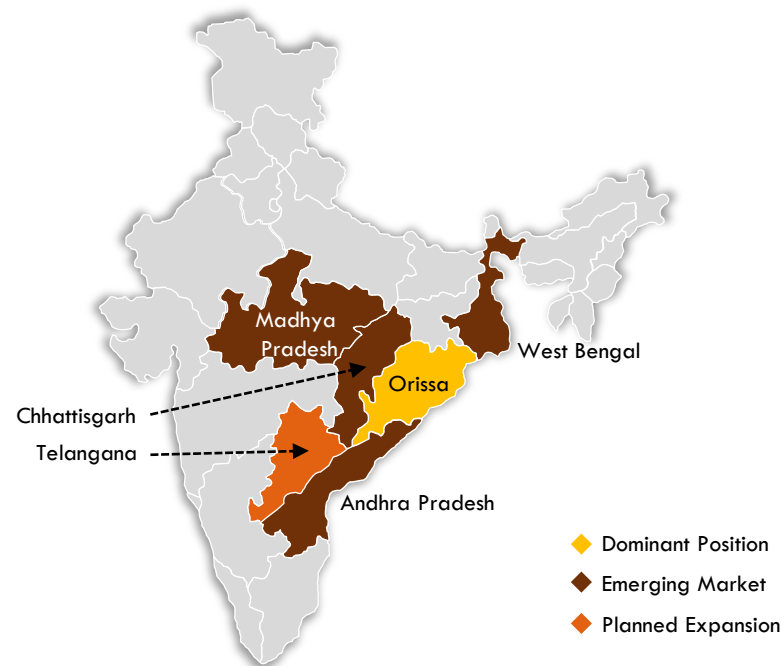 Madhya
Pradesh
West Bengal
Orissa
Chhattisgarh
Telangana
Andhra Pradesh
Dominant Position
Emerging Market
Planned Expansion